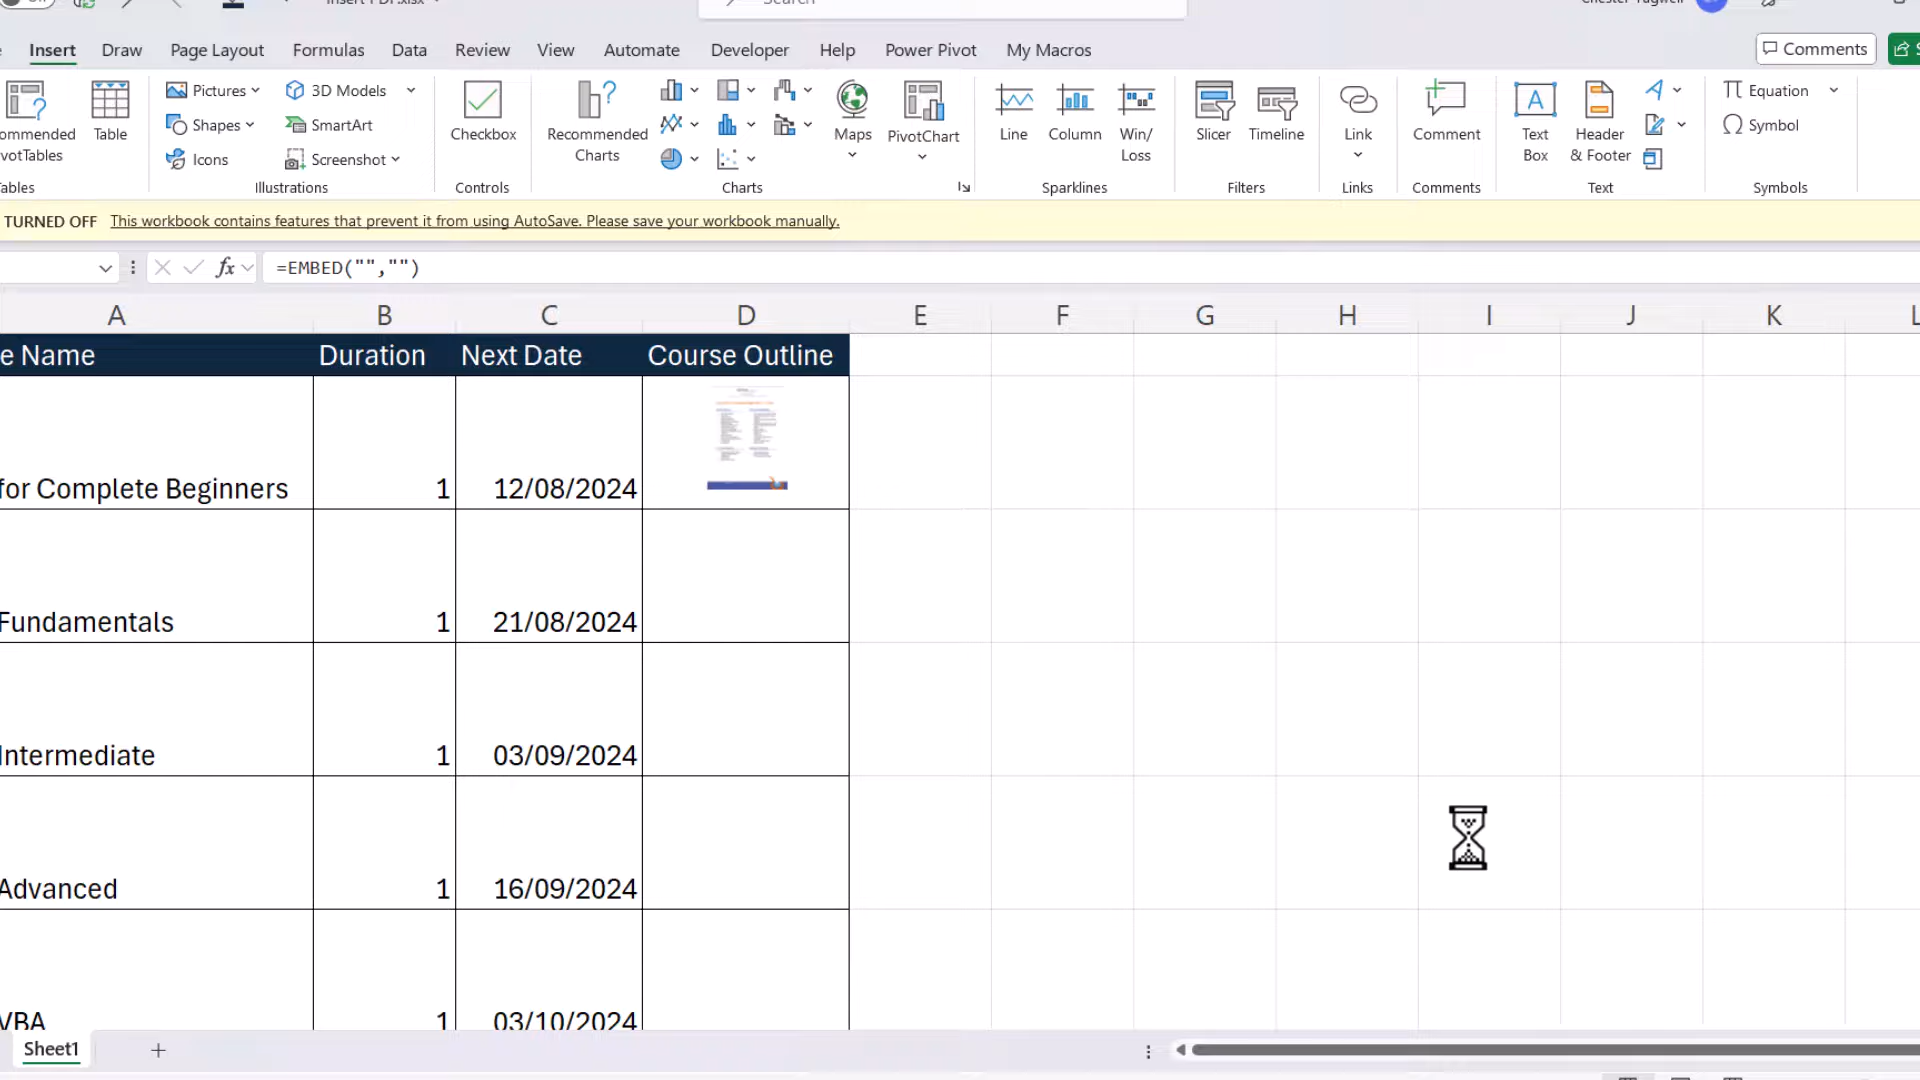 Insert Draw Page Layout Formulas Data Review View Automate Developer Help Power Pivot My Macros Comments
Table
Pictures
Shapes
Icons
3D Models
SmartArt
Screenshot
Illustrations
Checkbox
Controls
Recommended
Charts
Maps
PivotChart
Charts
Line
Column
Win/
Loss
Sparklines
Slicer
Timeline
Filters
Link
Links
Comment
Comments
Text
Box
Header
& Footer
Text
Equation
Symbol
Symbols
TURNED OFF This workbook contains features that prevent it from using AutoSave. Please save your workbook manually.
fx =EMBED("","")
A B C D E F G H I J K L
e Name Duration Next Date Course Outline
for Complete Beginners 1 12/08/2024
Fundamentals 1 21/08/2024
Intermediate 1 03/09/2024
Advanced 1 16/09/2024
VBA 1 03/10/2024
Sheet1